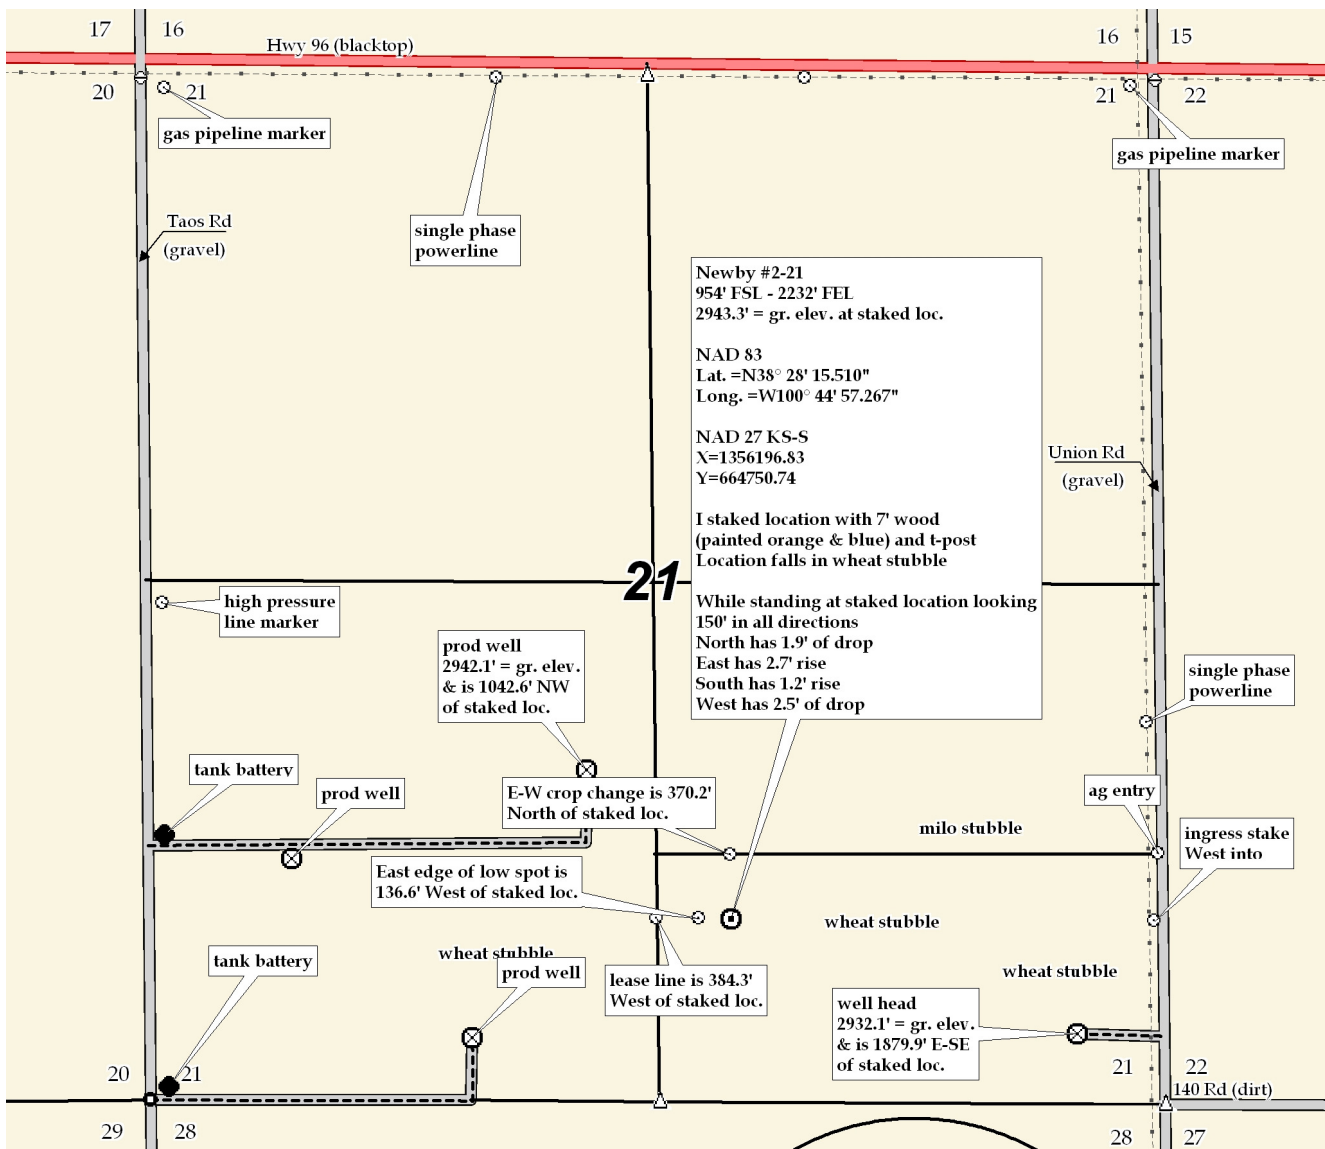 17
16
16
15
Hwy 96 (blacktop)
20
21
21
22
gas pipeline marker
gas pipeline marker
Taos Rd
(gravel)
single phase
powerline
Newby #2-21
954' FSL - 2232' FEL
2943.3' = gr. elev. at staked loc.
NAD 83
Lat. =N38° 28' 15.510"
Long. =W100° 44' 57.267"
NAD 27 KS-S
X=1356196.83
Y=664750.74
I staked location with 7' wood
(painted orange & blue) and t-post
Location falls in wheat stubble
While standing at staked location looking
150' in all directions
North has 1.9' of drop
East has 2.7' rise
South has 1.2' rise
West has 2.5' of drop
Union Rd
(gravel)
21
high pressure
line marker
prod well
2942.1' = gr. elev.
& is 1042.6' NW
of staked loc.
single phase
powerline
tank battery
prod well
E-W crop change is 370.2'
North of staked loc.
ag entry
milo stubble
ingress stake
West into
East edge of low spot is
136.6' West of staked loc.
wheat stubble
wheat stubble
prod well
tank battery
lease line is 384.3'
West of staked loc.
wheat stubble
well head
2932.1' = gr. elev.
& is 1879.9' E-SE
of staked loc.
20
21
21
22
140 Rd (dirt)
29
28
28
27